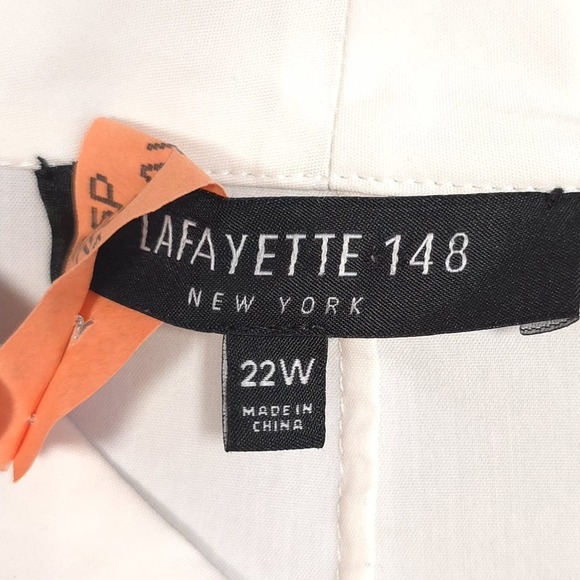 LAFAYETTE 148
NEW YORK
22W
MADE IN
CHINA